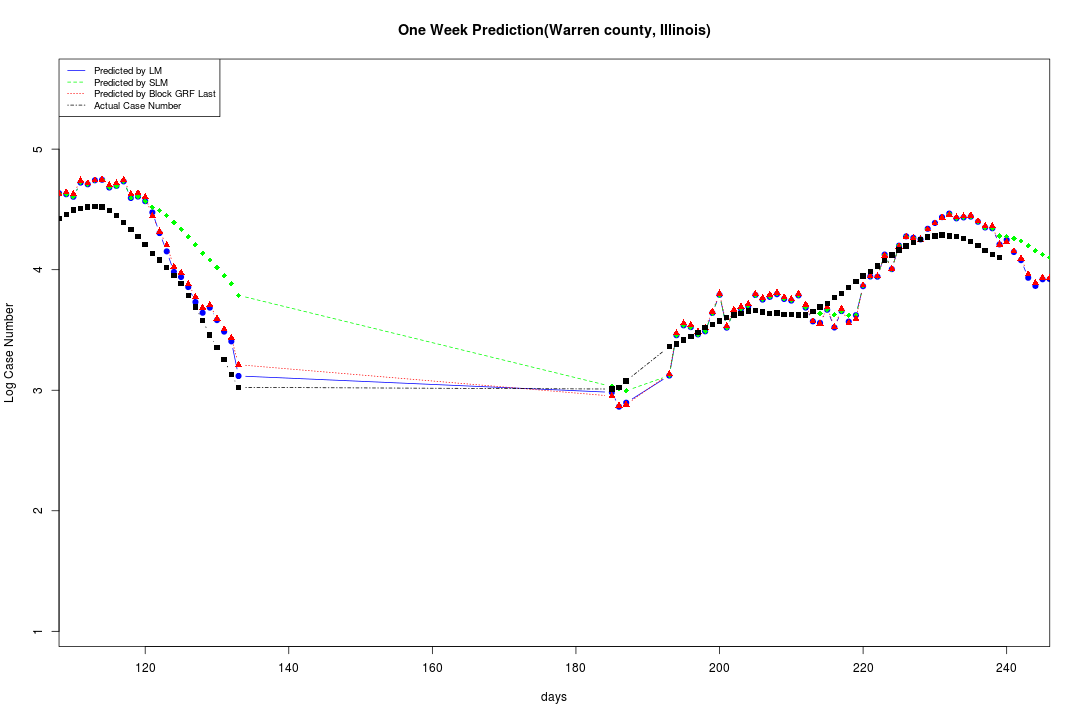 One Week Prediction(Warren county, Illinois)
Predicted by LM
Predicted by SLM
Predicted by Block GRF Last
Actual Case Number
5
4
3
2
1
Log Case Number
120 140 160 180 200 220 240
days